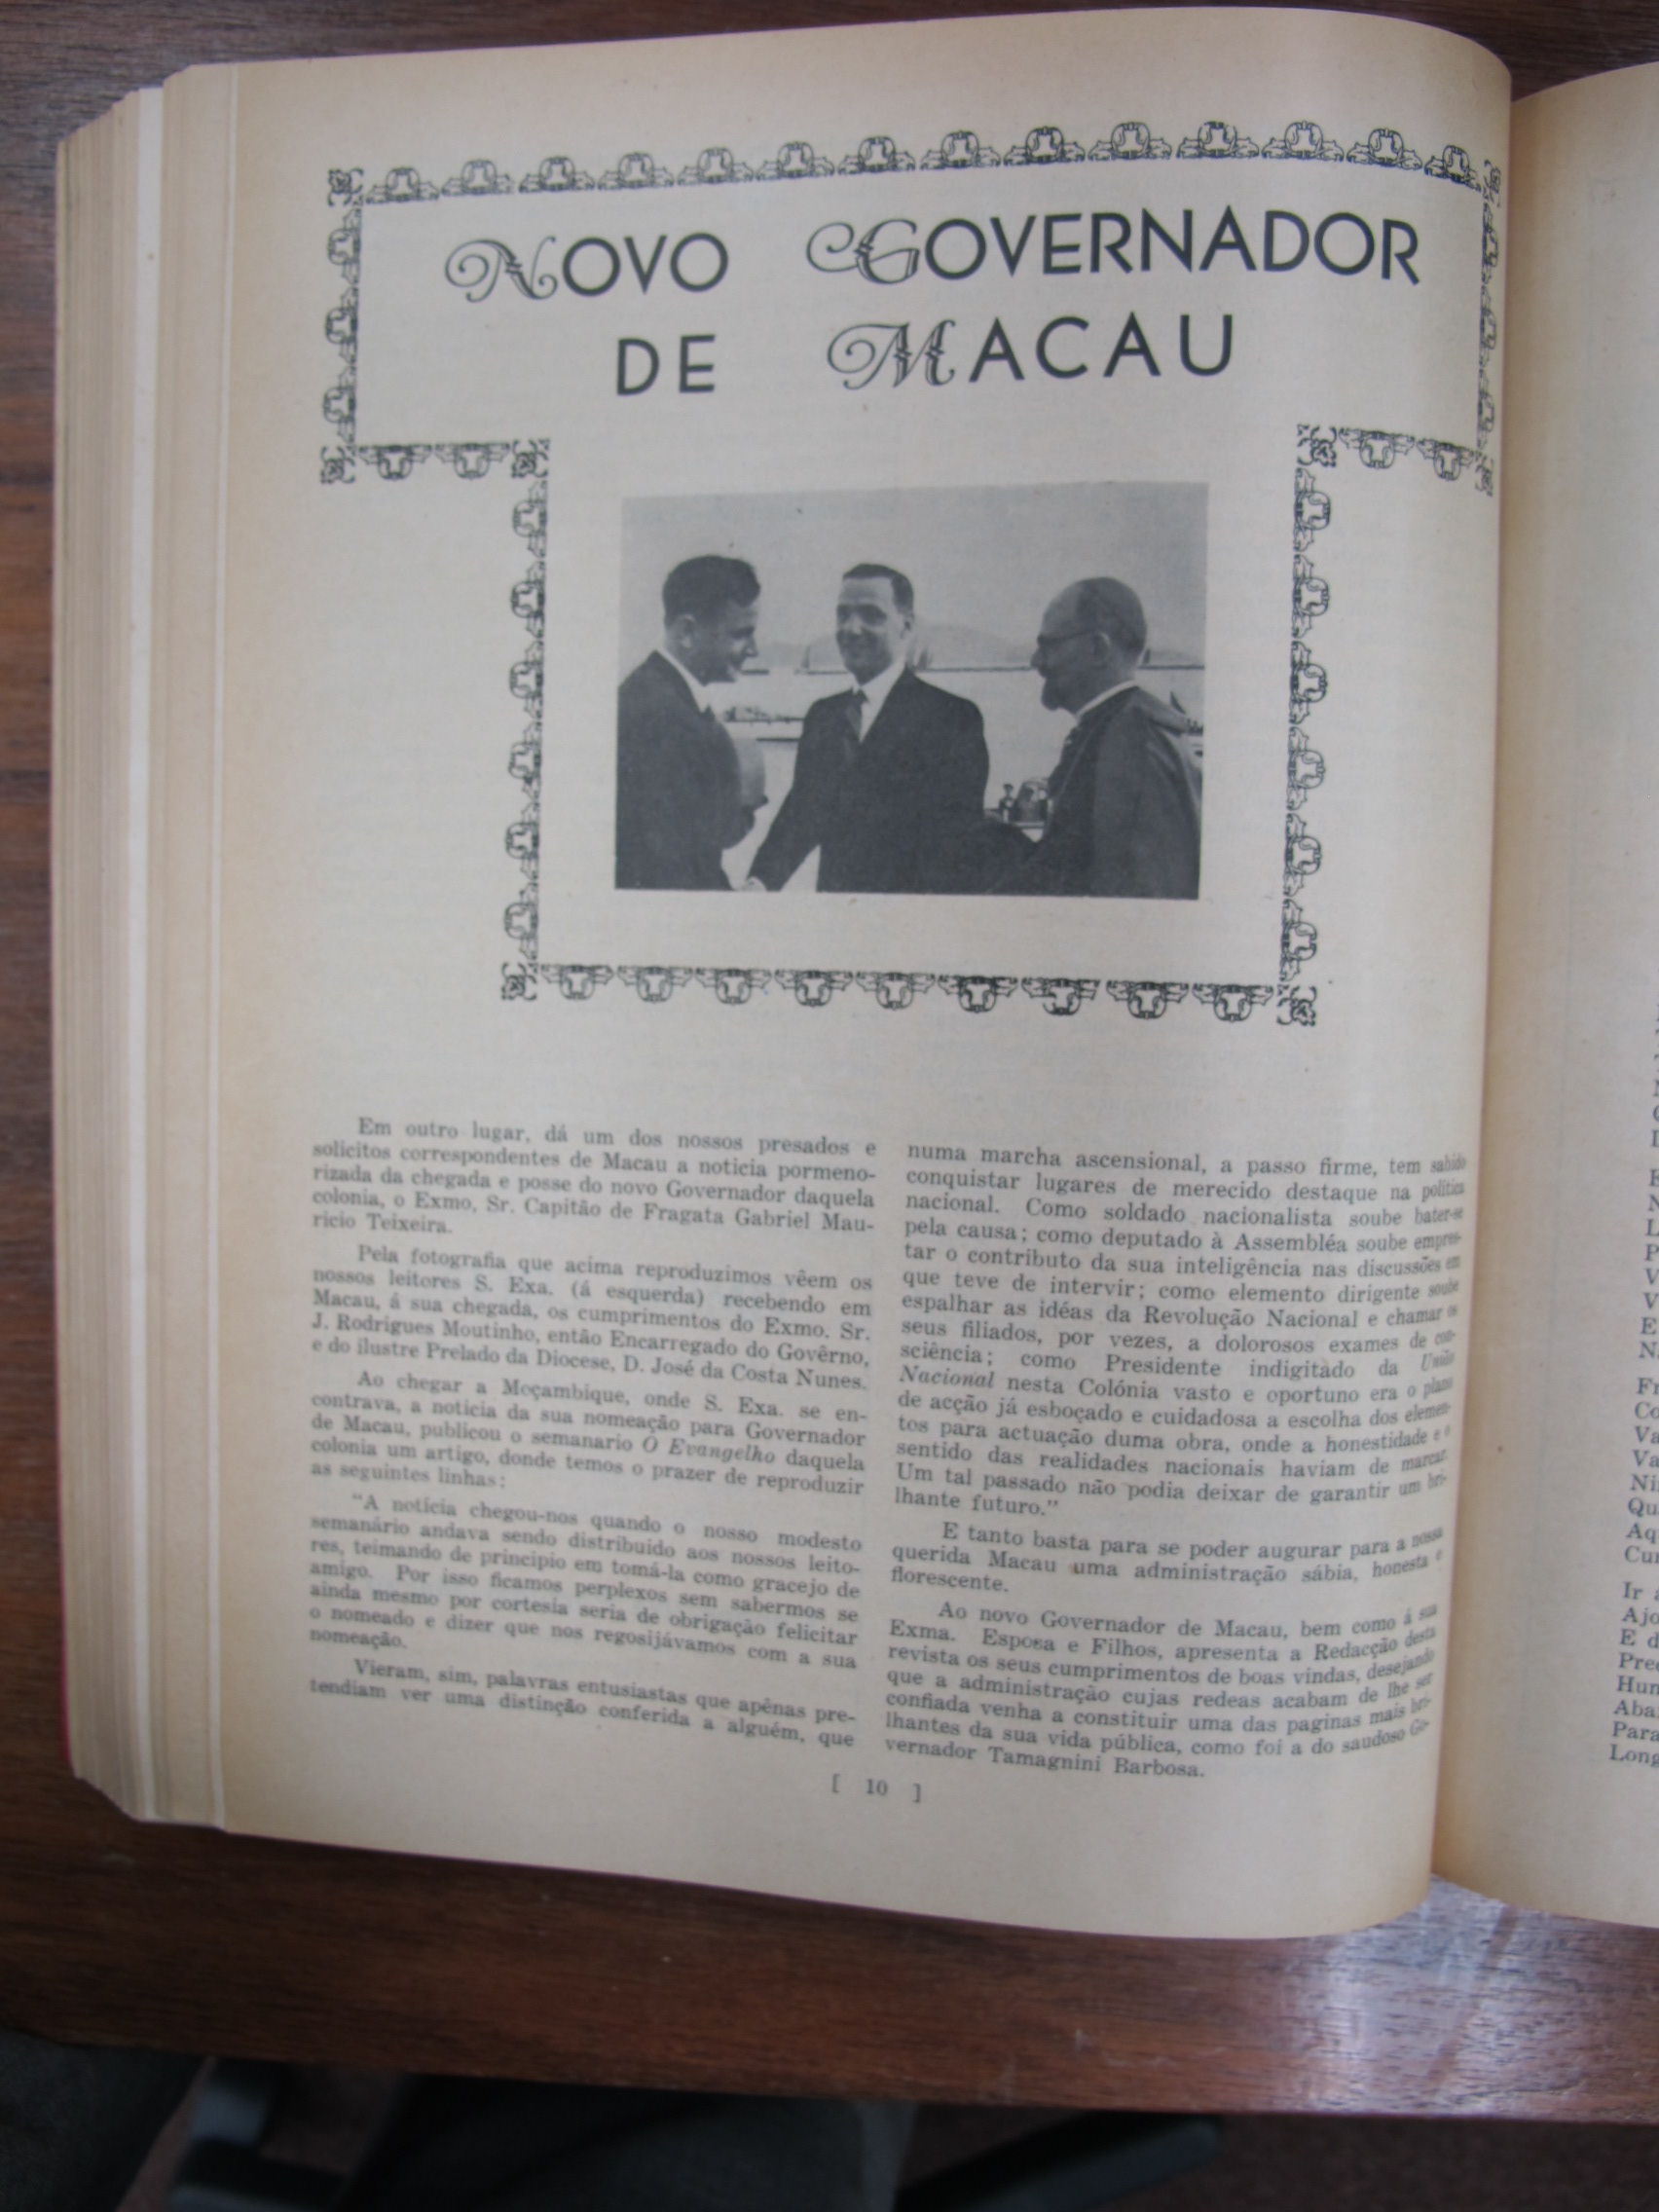 NOVO GOVERNADOR
DE MACAU
Em outro lugar, dá um dos nossos presados e
solicitos correspondentes de Macau a noticia pormeno-
rizada da chegada e posse do novo Governador daquela
colonia, o Exmo. Sr. Capitão de Fragata Gabriel Mau-
ricio Teixeira.
Pela fotografia que acima reproduzimos vêem os
nossos leitores S. Exa. (á esquerda) recebendo em
Macau, á sua chegada, os cumprimentos do Exmo. Sr.
J. Rodrigues Moutinho, então Encarregado do Govêrno,
e do ilustre Prelado da Diocese, D. José da Costa Nunes.
Ao chegar a Moçambique, onde S. Exa. se en-
contrava, a noticia da sua nomeação para Governador
de Macau, publicou o semanario O Evangelho daquela
colonia um artigo, donde temos o prazer de reproduzir
as seguintes linhas:
"A notícia chegou-nos quando o nosso modesto
semanário andava sendo distribuido aos nossos leito-
res, teimando de principio em tomá-la como gracejo de
amigo. Por isso ficamos perplexos sem sabermos se
ainda mesmo por cortesia seria de obrigação felicitar
o nomeado e dizer que nos regosijávamos com a sua
nomeação.
Vieram, sim, palavras entusiastas que apênas pre-
tendiam ver uma distinção conferida a alguém, que
numa marcha ascensional, a passo firme, tem sabido
conquistar lugares de merecido destaque na política
nacional. Como soldado nacionalista soube bater-se
pela causa; como deputado à Assembléa soube empres-
tar o contributo da sua inteligência nas discussões em
que teve de intervir; como elemento dirigente soube
espalhar as idéas da Revolução Nacional e chamar os
seus filiados, por vezes, a dolorosos exames de con-
sciência; como Presidente indigitado da União
Nacional nesta Colónia vasto e oportuno era o plano
de acção já esboçado e cuidadosa a escolha dos elemen-
tos para actuação duma obra, onde a honestidade e o
sentido das realidades nacionais haviam de marcar.
Um tal passado não podia deixar de garantir um bri-
lhante futuro."
E tanto basta para se poder augurar para a nossa
querida Macau uma administração sábia, honesta e
florescente.
Ao novo Governador de Macau, bem como á sua
Exma. Esposa e Filhos, apresenta a Redacção desta
revista os seus cumprimentos de boas vindas, desejando
que a administração cujas redeas acabam de lhe ser
confiada venha a constituir uma das paginas mais bri-
lhantes da sua vida pública, como foi a do saudoso Go-
vernador Tamagnini Barbosa.
[ 10 ]